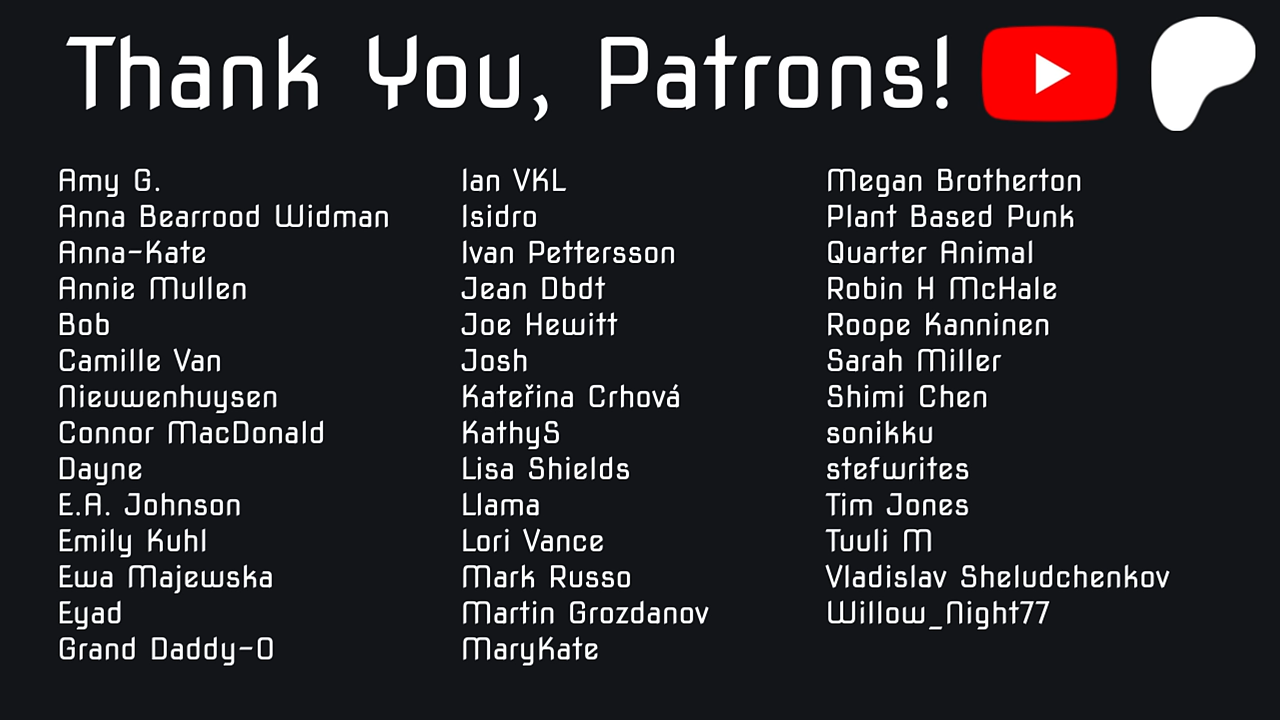 Thank You, Patrons!
Amy G.
Anna Bearrood Widman
Anna-Kate
Annie Mullen
Bob
Camille Van
Nieuwenhuysen
Connor MacDonald
Dayne
E.A. Johnson
Emily Kuhl
Ewa Majewska
Eyad
Grand Daddy-O
Ian VKL
Isidro
Ivan Pettersson
Jean Dbdt
Joe Hewitt
Josh
Kateřina Crhová
KathyS
Lisa Shields
Llama
Lori Vance
Mark Russo
Martin Grozdanov
MaryKate
Megan Brotherton
Plant Based Punk
Quarter Animal
Robin H McHale
Roope Kanninen
Sarah Miller
Shimi Chen
sonikku
stefwrites
Tim Jones
Tuuli M
Vladislav Sheludchenkov
Willow_Night77